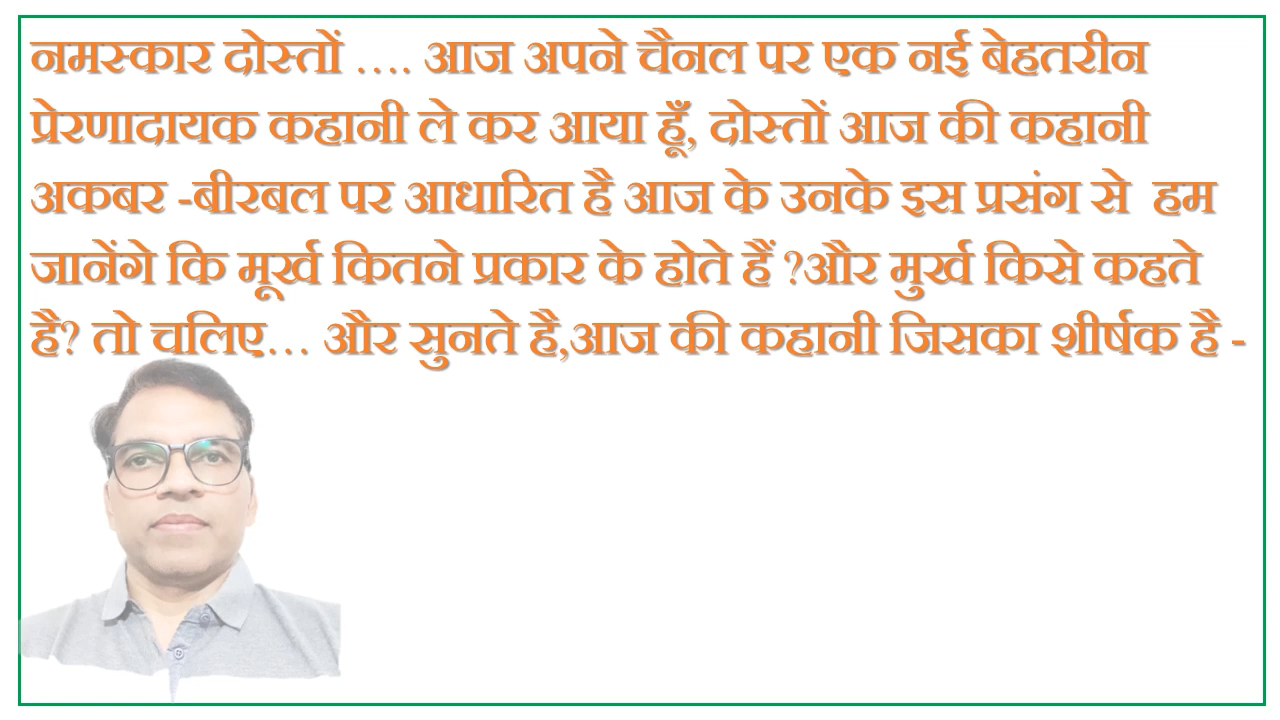 नमस्कार दोस्तों .... आज अपने चैनल पर एक नई बेहतरीन
प्रेरणादायक कहानी ले कर आया हूँ, दोस्तों आज की कहानी
अकबर -बीरबल पर आधारित है आज के उनके इस प्रसंग से हम
जानेंगे कि मूर्ख कितने प्रकार के होते हैं ?और मुर्ख किसे कहते
है? तो चलिए... और सुनते है,आज की कहानी जिसका शीर्षक है -